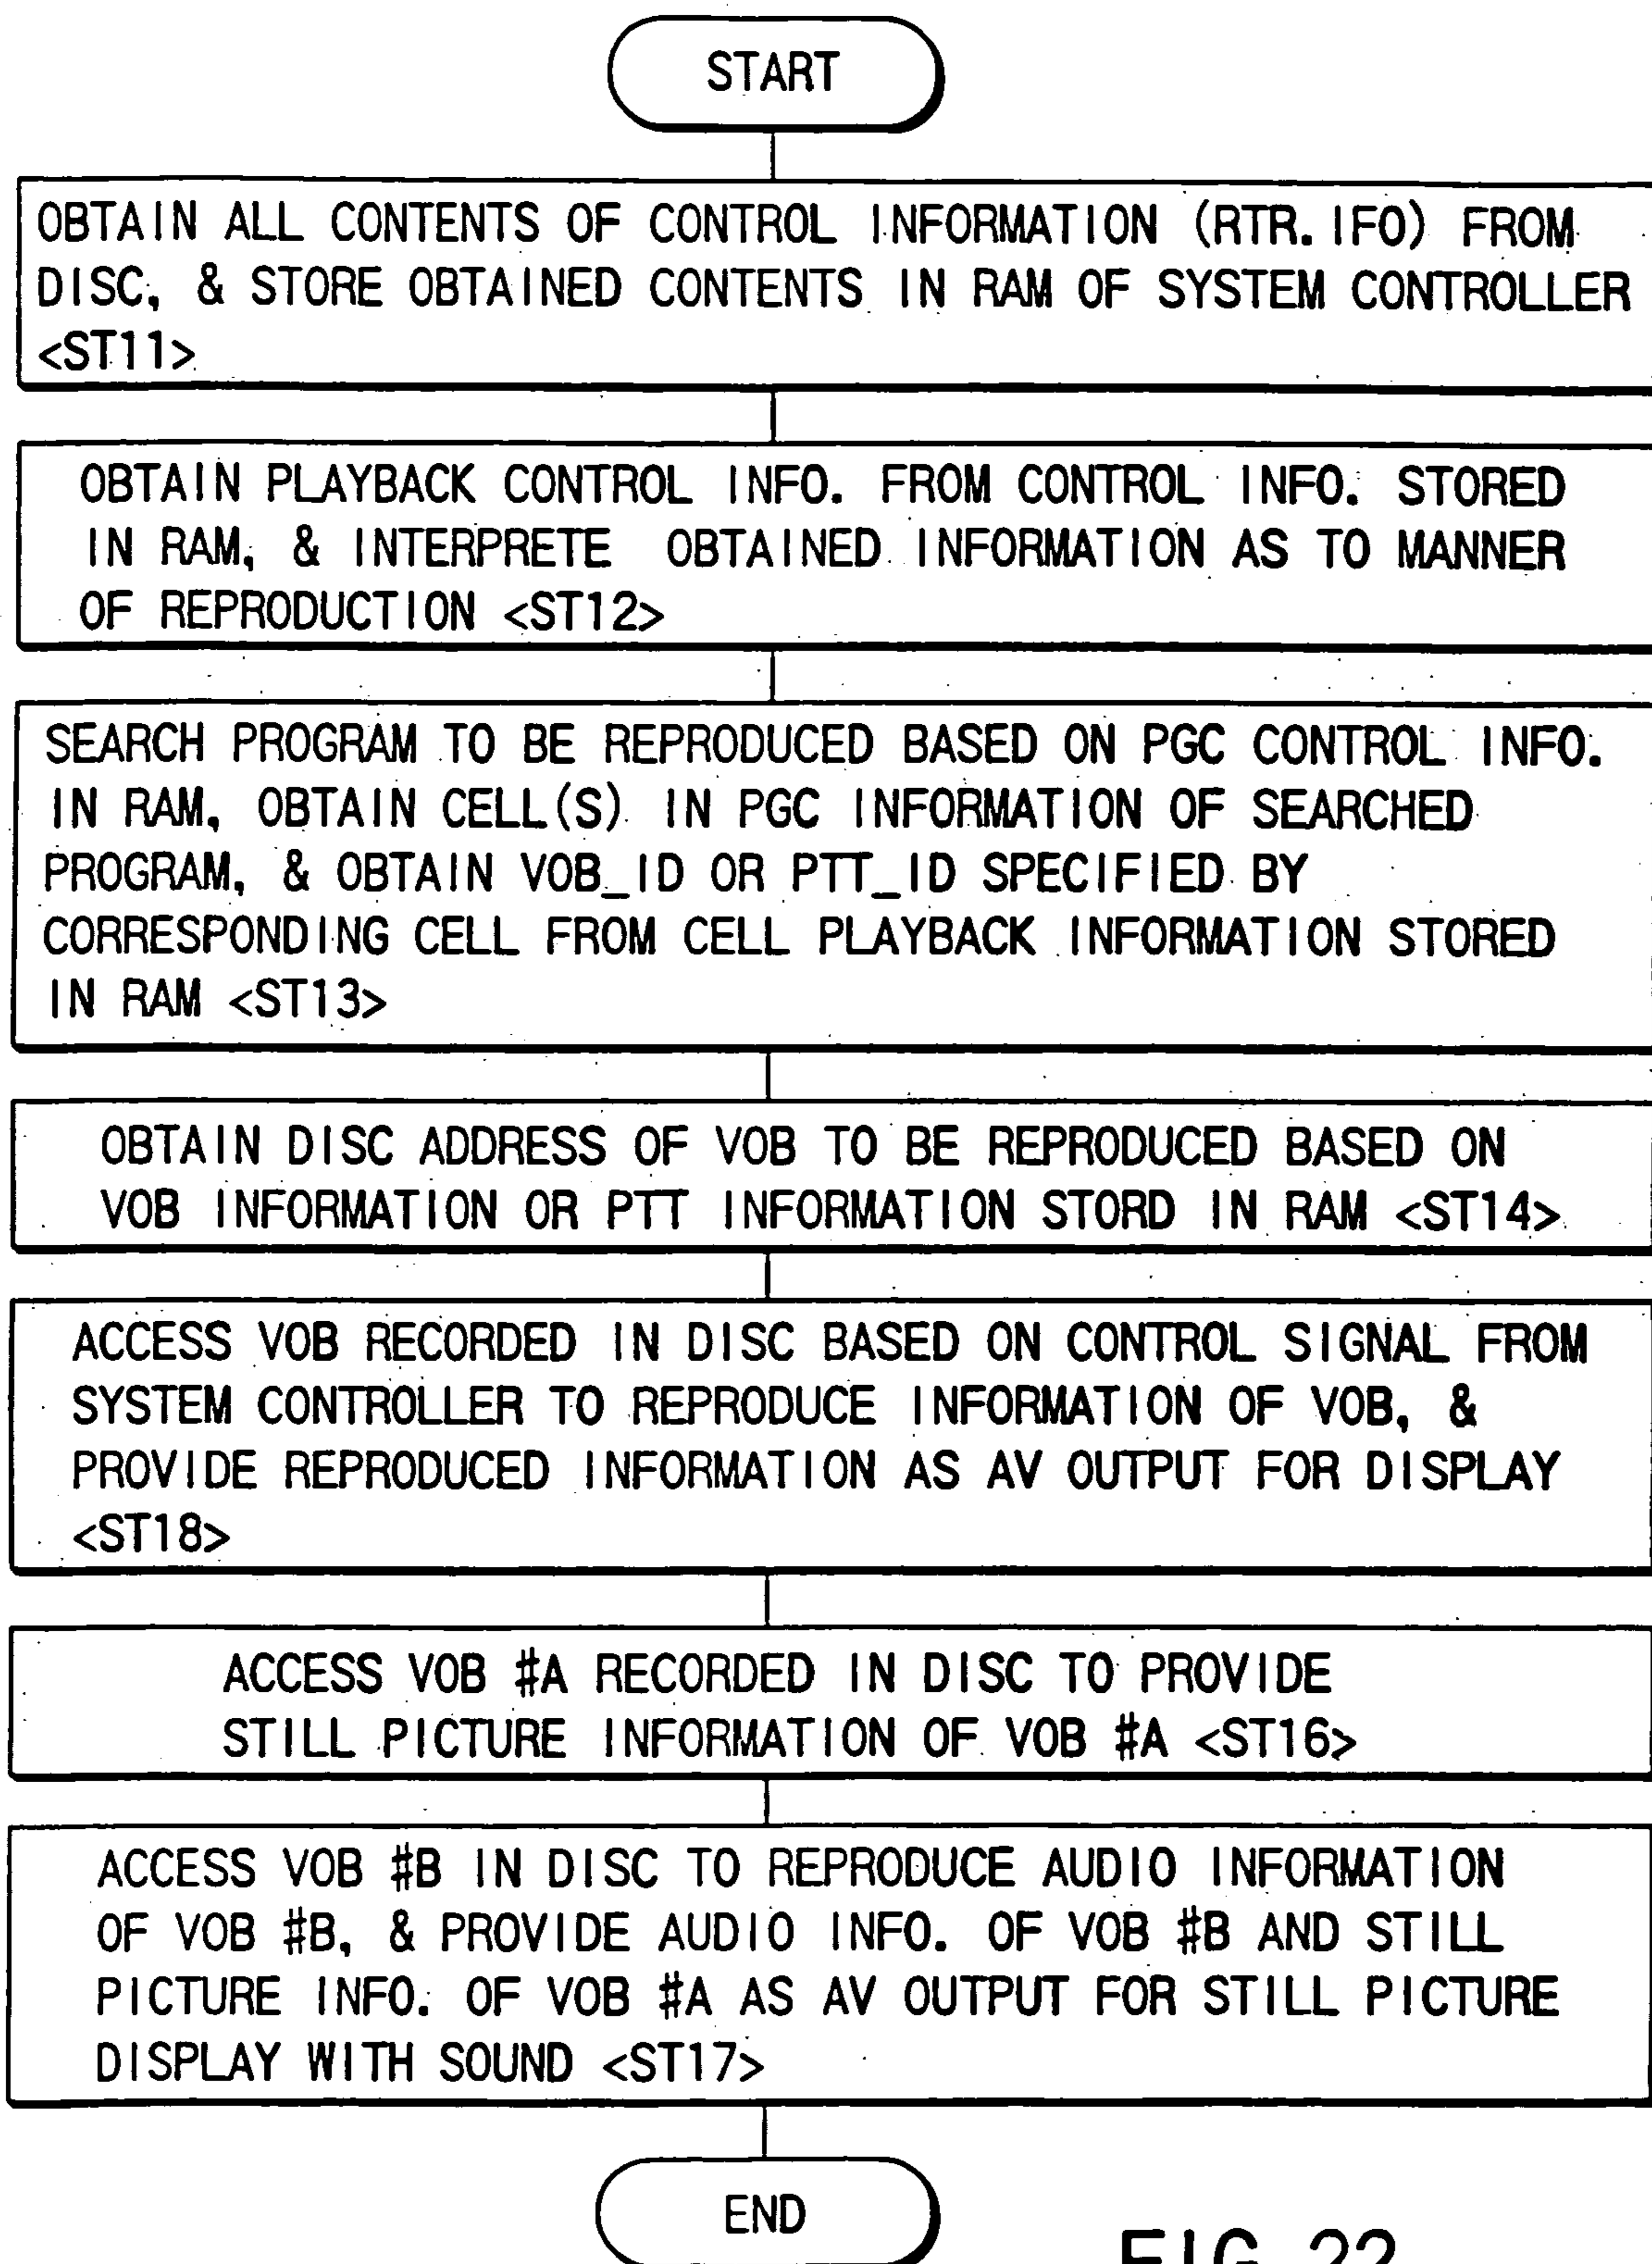 START
OBTAIN ALL CONTENTS OF CONTROL INFORMATION (RTR.IFO) FROM
DISC, & STORE OBTAINED CONTENTS IN RAM OF SYSTEM CONTROLLER
<ST11>
OBTAIN PLAYBACK CONTROL INFO. FROM CONTROL INFO. STORED
IN RAM, & INTERPRETE OBTAINED INFORMATION AS TO MANNER
OF REPRODUCTION <ST12>
SEARCH PROGRAM TO BE REPRODUCED BASED ON PGC CONTROL INFO.
IN RAM, OBTAIN CELL(S) IN PGC INFORMATION OF SEARCHED
PROGRAM, & OBTAIN VOB_ID OR PTT_ID SPECIFIED BY
CORRESPONDING CELL FROM CELL PLAYBACK INFORMATION STORED
IN RAM <ST13>
OBTAIN DISC ADDRESS OF VOB TO BE REPRODUCED BASED ON
VOB INFORMATION OR PTT INFORMATION STORD IN RAM <ST14>
ACCESS VOB RECORDED IN DISC BASED ON CONTROL SIGNAL FROM
SYSTEM CONTROLLER TO REPRODUCE INFORMATION OF VOB, &
PROVIDE REPRODUCED INFORMATION AS AV OUTPUT FOR DISPLAY
<ST18>
ACCESS VOB #A RECORDED IN DISC TO PROVIDE
STILL PICTURE INFORMATION OF VOB #A <ST16>
ACCESS VOB #B IN DISC TO REPRODUCE AUDIO INFORMATION
OF VOB #B, & PROVIDE AUDIO INFO. OF VOB #B AND STILL
PICTURE INFO. OF VOB #A AS AV OUTPUT FOR STILL PICTURE
DISPLAY WITH SOUND <ST17>
END
FIG. 22